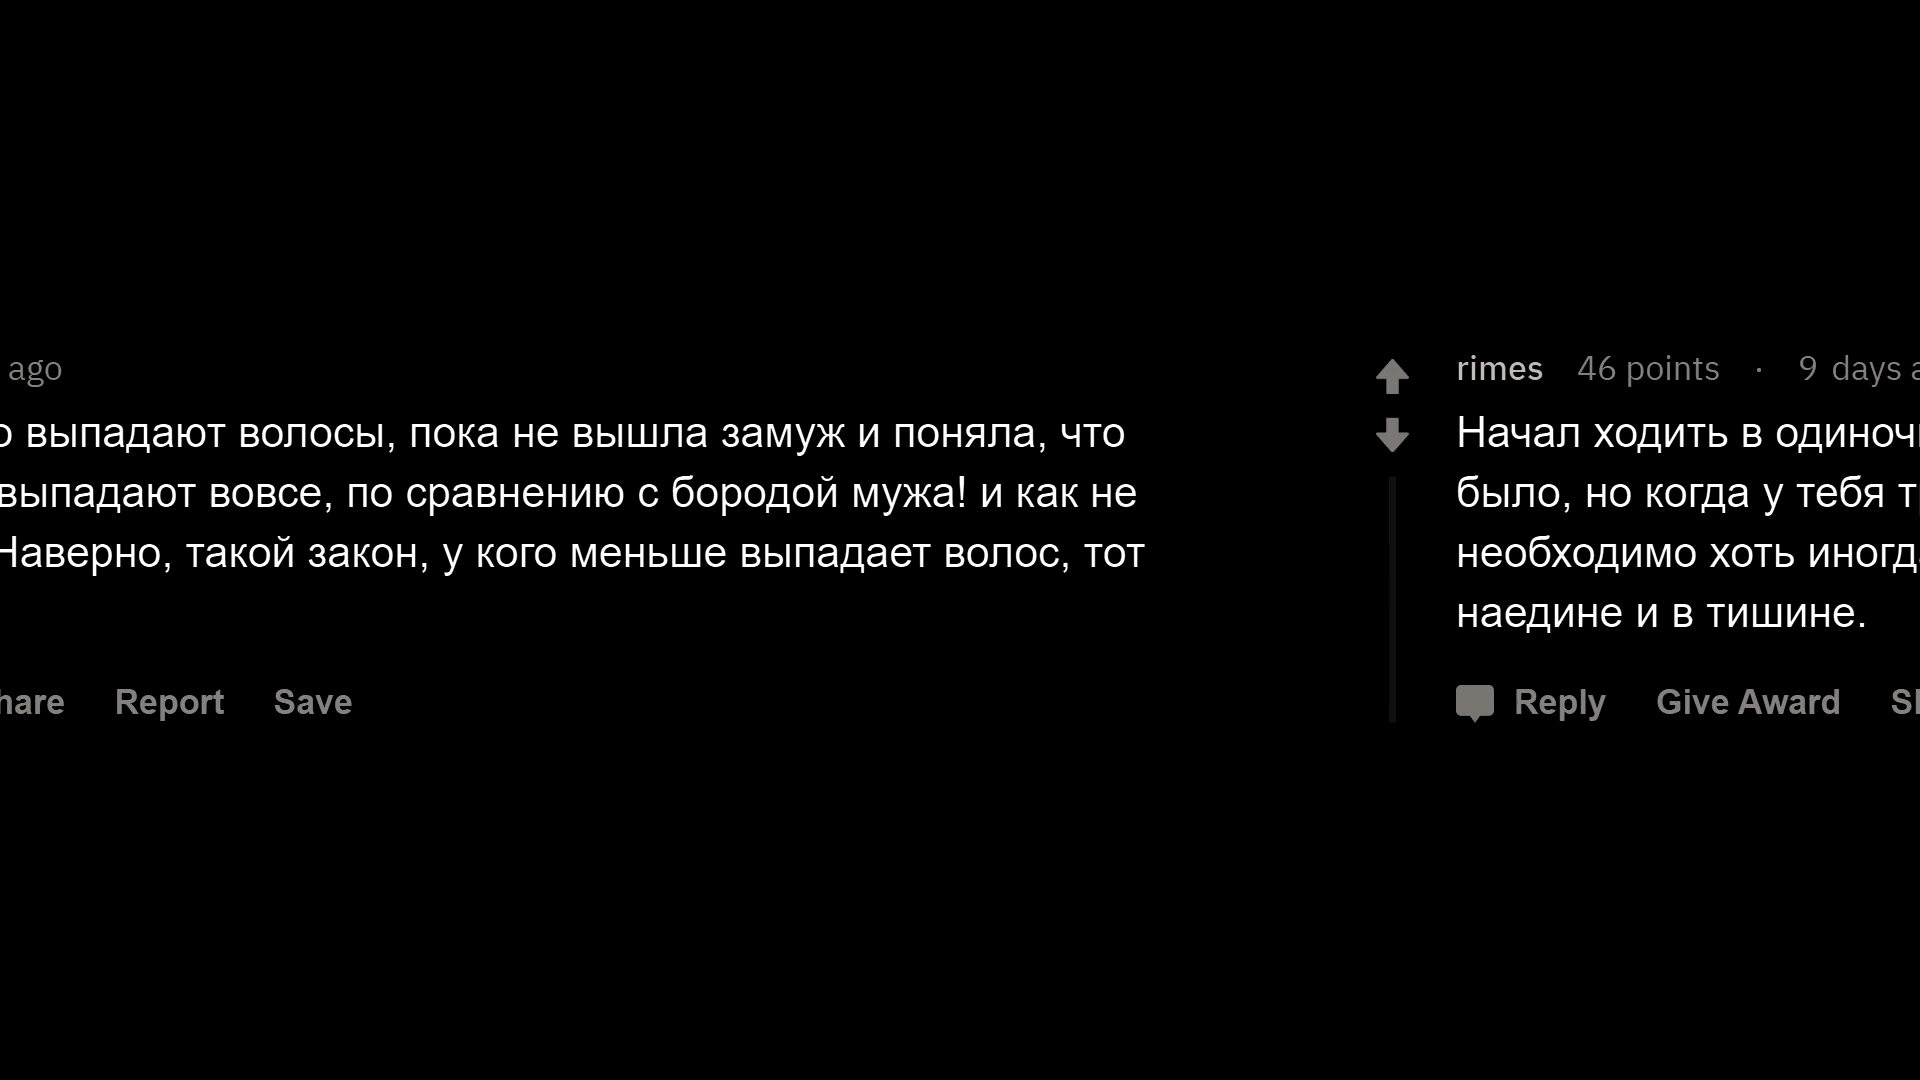 ago
выпадают волосы, пока не вышла замуж и поняла, что
выпадают вовсе, по сравнению с бородой мужа! и как не
Наверно, такой закон, у кого меньше выпадает волос, тот
Report Save
rimes 46 points · 9 days
Начал ходить в
было, но когда у тебя
необходимо хоть
наедине и в тишине.
Reply Give Award